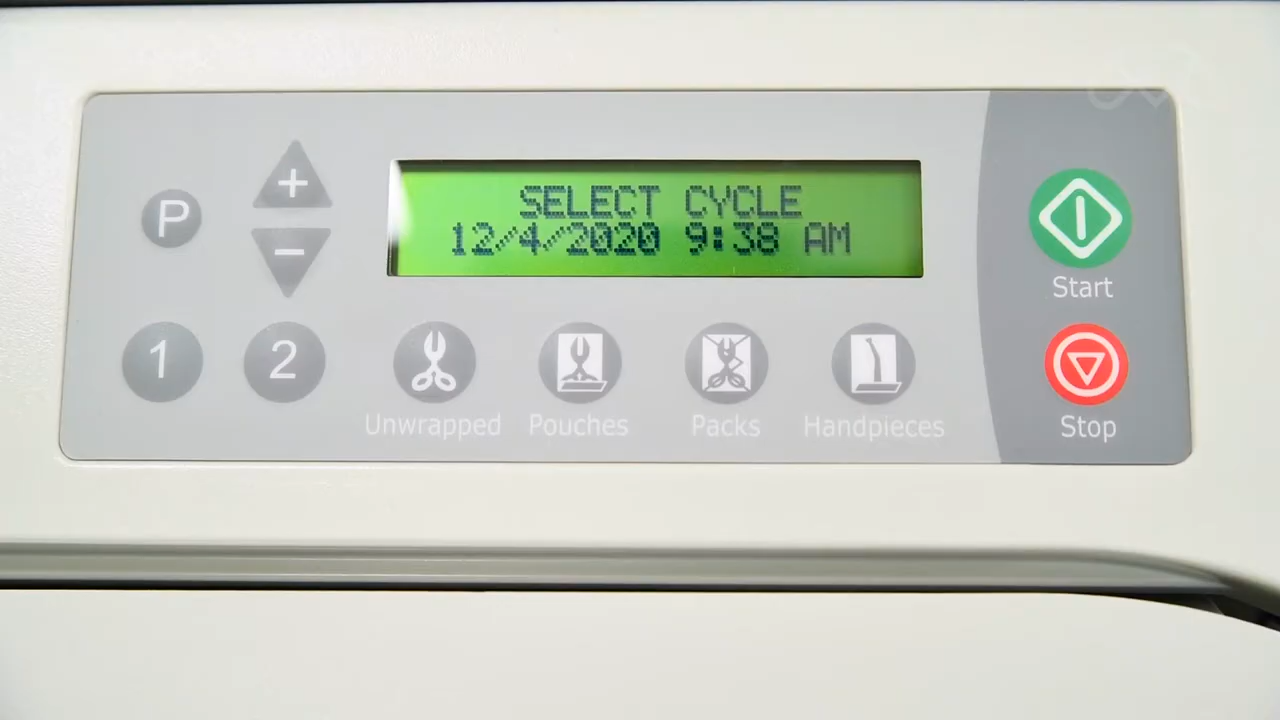 SELECT CYCLE
12/4/2020 9:38 AM
P
+
−
1
2
Unwrapped
Pouches
Packs
Handpieces
Start
Stop